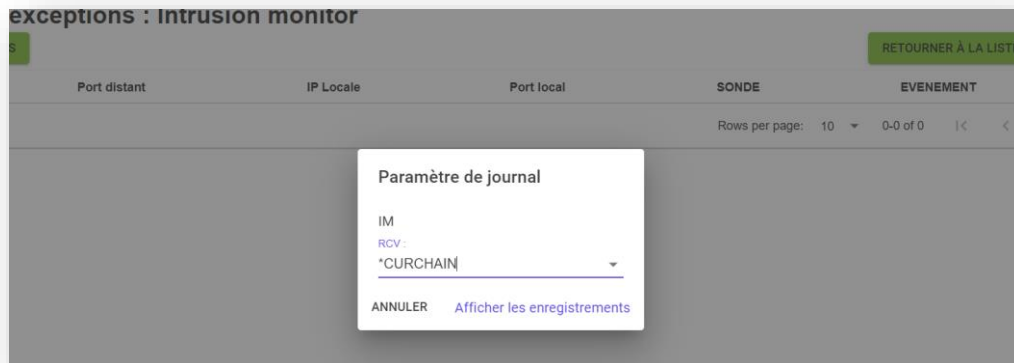 exceptions : Intrusion monitor
S
RETOURNER À LA LIST
Port distant IP Locale Port local SONDE EVENEMENT
Rows per page: 10 0-0 of 0
Paramètre de journal
IM
RCV :
*CURCHAIN
ANNULER Afficher les enregistrements